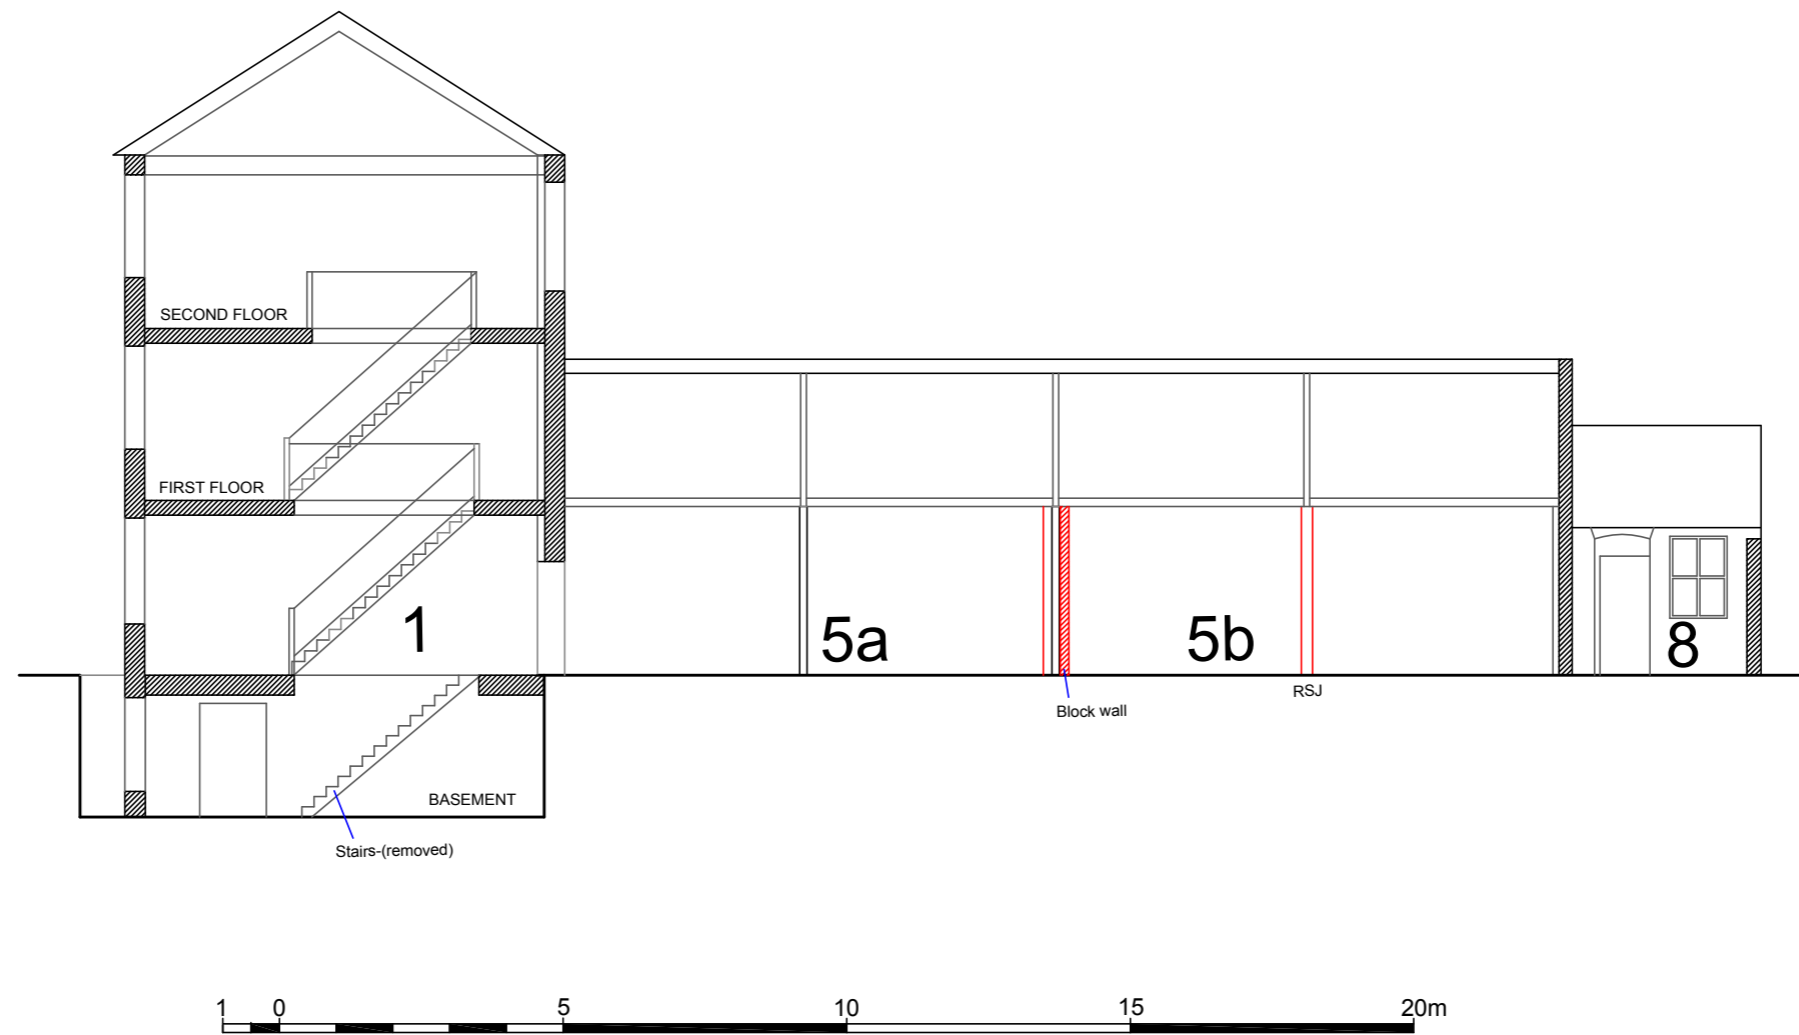 SECOND FLOOR
FIRST FLOOR
1
5a
5b
8
RSJ
Block wall
BASEMENT
Stairs-(removed)
1 0 5 10 15 20m